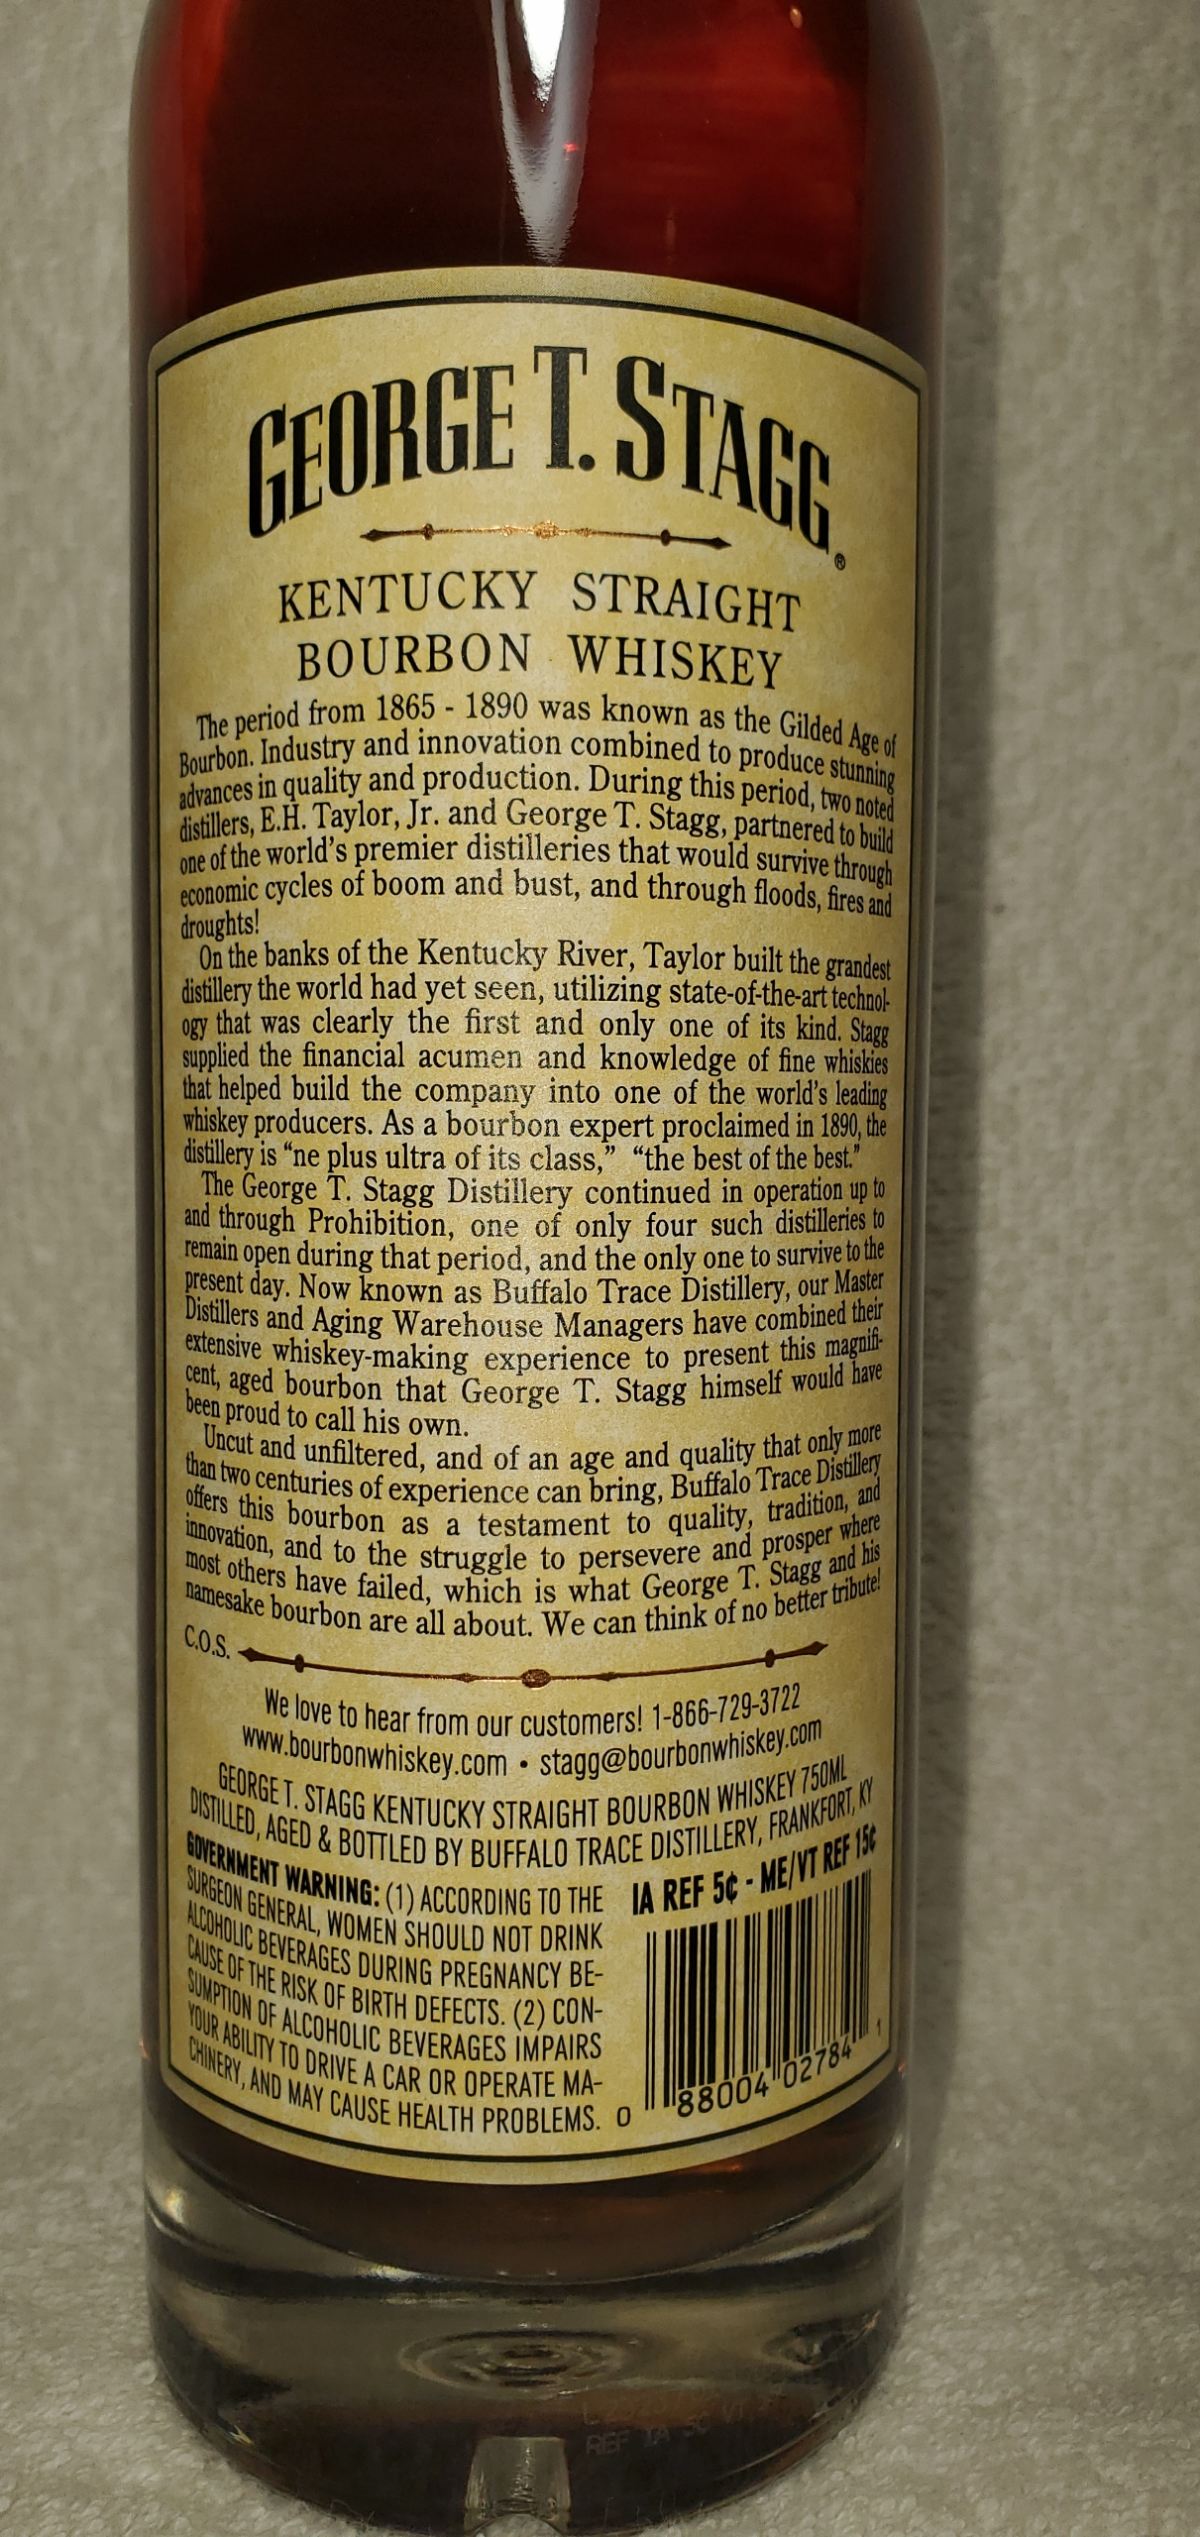 GEORGE T. STAGG®
KENTUCKY STRAIGHT
BOURBON WHISKEY
The period from 1865 - 1890 was known as the Gilded Age of
Bourbon. Industry and innovation combined to produce stunning
advances in quality and production. During this period, two noted
distillers, E.H. Taylor, Jr. and George T. Stagg, partnered to build
one of the world's premier distilleries that would survive through
economic cycles of boom and bust, and through floods, fires and
droughts!
On the banks of the Kentucky River, Taylor built the grandest
distillery the world had yet seen, utilizing state-of-the-art technol-
ogy that was clearly the first and only one of its kind. Stagg
supplied the financial acumen and knowledge of fine whiskies
that helped build the company into one of the world's leading
whiskey producers. As a bourbon expert proclaimed in 1890, the
distillery is “ne plus ultra of its class,” “the best of the best.”
The George T. Stagg Distillery continued in operation up to
and through Prohibition, one of only four such distilleries to
remain open during that period, and the only one to survive to the
present day. Now known as Buffalo Trace Distillery, our Master
Distillers and Aging Warehouse Managers have combined their
extensive whiskey-making experience to present this magnifi-
cent, aged bourbon that George T. Stagg himself would have
been proud to call his own.
Uncut and unfiltered, and of an age and quality that only more
than two centuries of experience can bring, Buffalo Trace Distillery
offers this bourbon as a testament to quality, tradition, and
innovation, and to the struggle to persevere and prosper where
most others have failed, which is what George T. Stagg and his
namesake bourbon are all about. We can think of no better tribute!
C.O.S.
We love to hear from our customers! 1-866-729-3722
www.bourbonwhiskey.com • stagg@bourbonwhiskey.com
GEORGE T. STAGG KENTUCKY STRAIGHT BOURBON WHISKEY 750ML
DISTILLED, AGED & BOTTLED BY BUFFALO TRACE DISTILLERY, FRANKFORT, KY
GOVERNMENT WARNING: (1) ACCORDING TO THE
SURGEON GENERAL, WOMEN SHOULD NOT DRINK
ALCOHOLIC BEVERAGES DURING PREGNANCY BE-
CAUSE OF THE RISK OF BIRTH DEFECTS. (2) CON-
SUMPTION OF ALCOHOLIC BEVERAGES IMPAIRS
YOUR ABILITY TO DRIVE A CAR OR OPERATE MA-
CHINERY, AND MAY CAUSE HEALTH PROBLEMS.
IA REF 5¢ - ME/VT REF 15¢
0 88004 02784 1
REF IA 5C VT